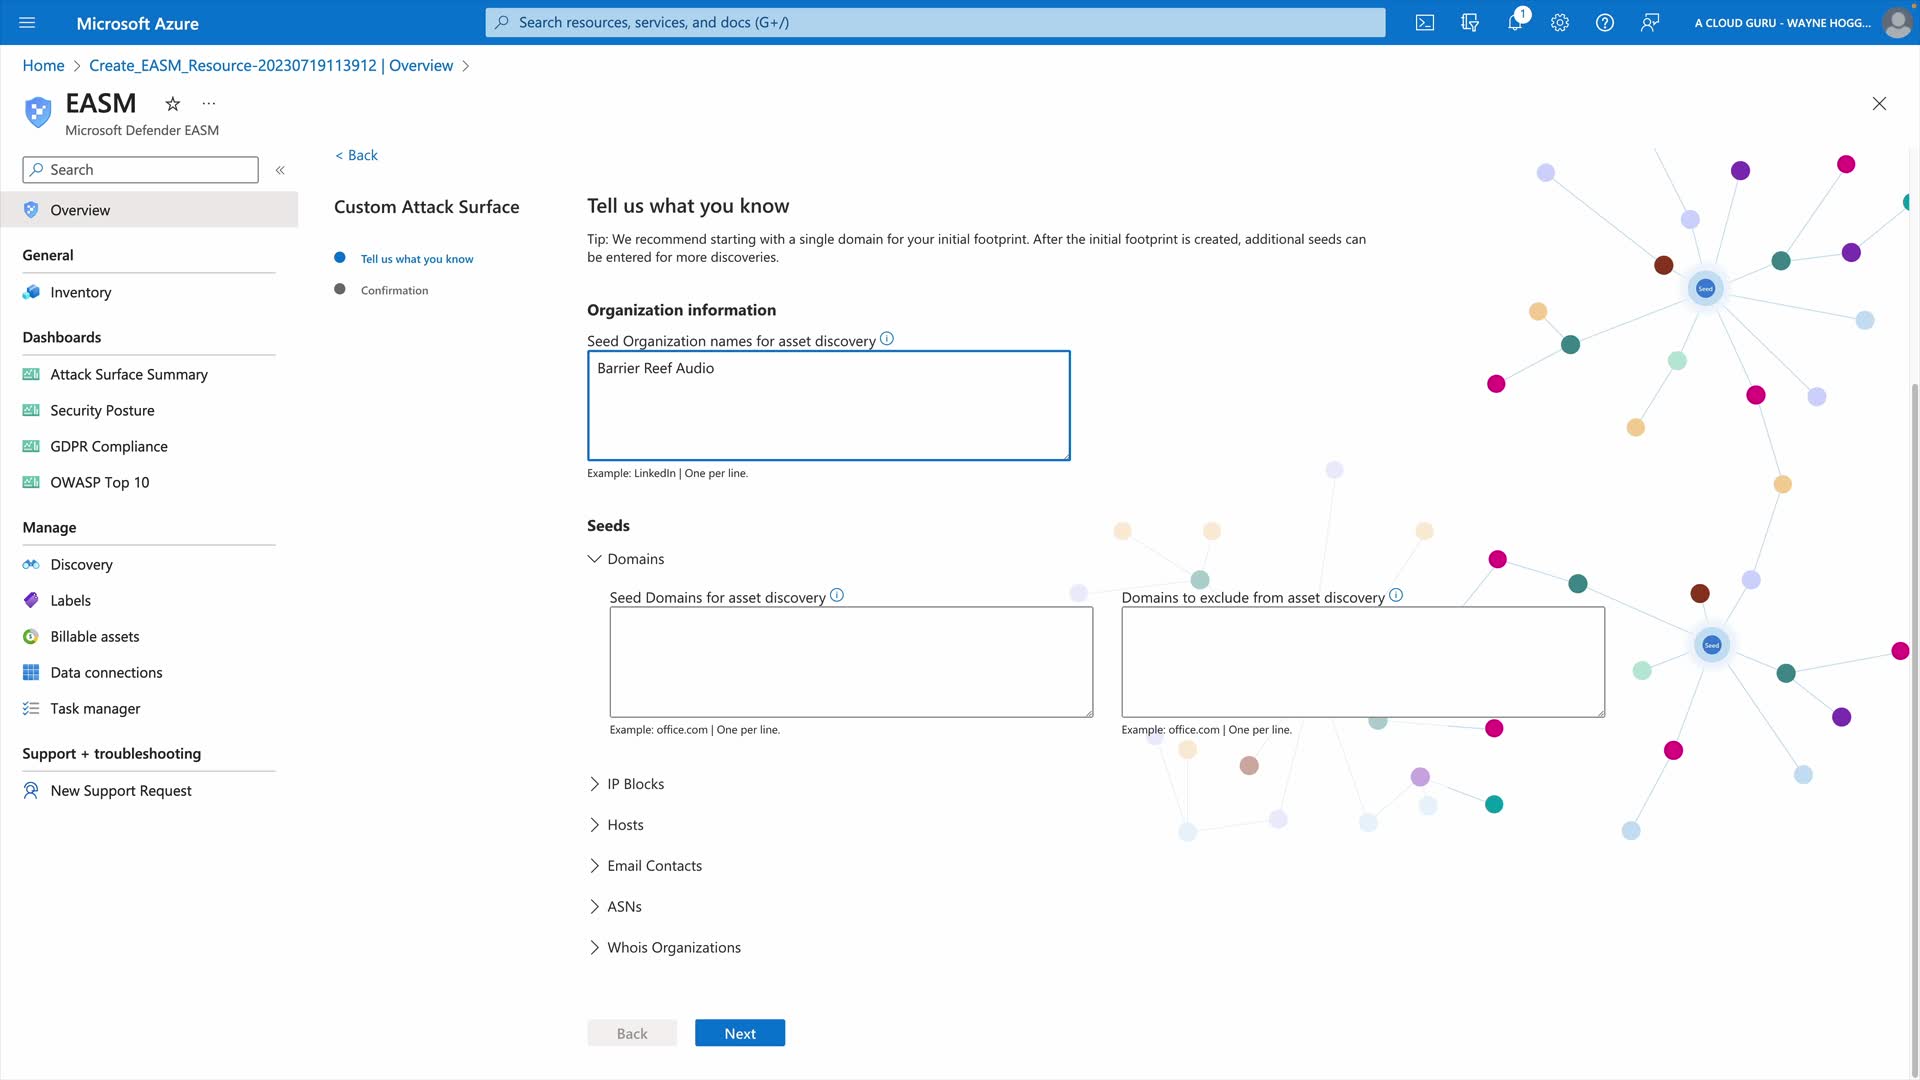 Microsoft Azure
Search resources, services, and docs (G+/)
1
A CLOUD GURU - WAYNE HOGG...
Home > Create_EASM_Resource-20230719113912 | Overview >
EASM
Microsoft Defender EASM
Search
Overview
General
Inventory
Dashboards
Attack Surface Summary
Security Posture
GDPR Compliance
OWASP Top 10
Manage
Discovery
Labels
Billable assets
Data connections
Task manager
Support + troubleshooting
New Support Request
< Back
Custom Attack Surface
Tell us what you know
Confirmation
Tell us what you know
Tip: We recommend starting with a single domain for your initial footprint. After the initial footprint is created, additional seeds can
be entered for more discoveries.
Organization information
Seed Organization names for asset discovery
Barrier Reef Audio
Example: LinkedIn | One per line.
Seeds
Domains
Seed Domains for asset discovery
Domains to exclude from asset discovery
Example: office.com | One per line.
Example: office.com | One per line.
IP Blocks
Hosts
Email Contacts
ASNs
Whois Organizations
Back
Next
Seed
Seed